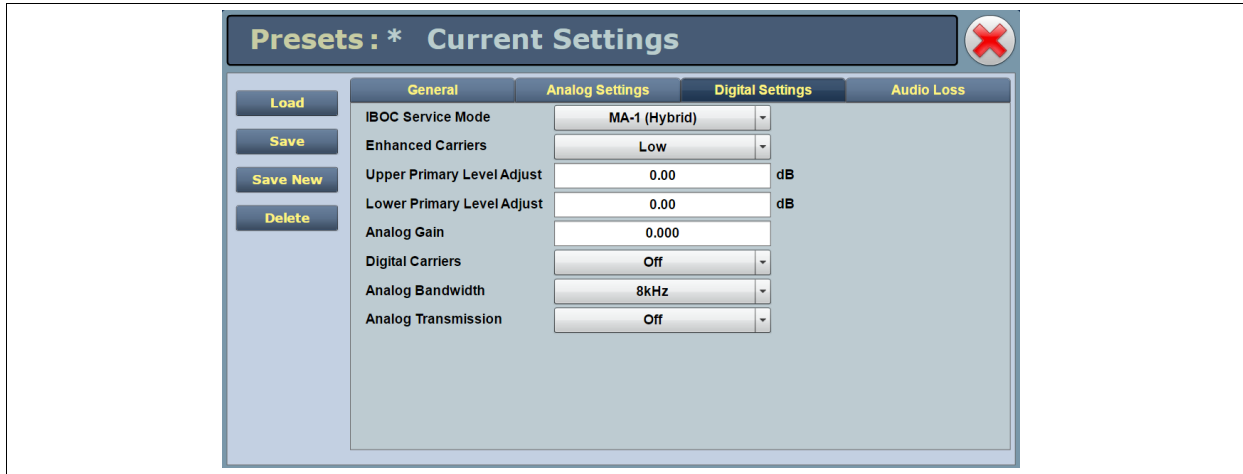 Presets: * Current Settings
General Analog Settings Digital Settings Audio Loss
Load
Save
Save New
Delete
IBOC Service Mode MA-1 (Hybrid)
Enhanced Carriers Low
Upper Primary Level Adjust 0.00 dB
Lower Primary Level Adjust 0.00 dB
Analog Gain 0.000
Digital Carriers Off
Analog Bandwidth 8kHz
Analog Transmission Off